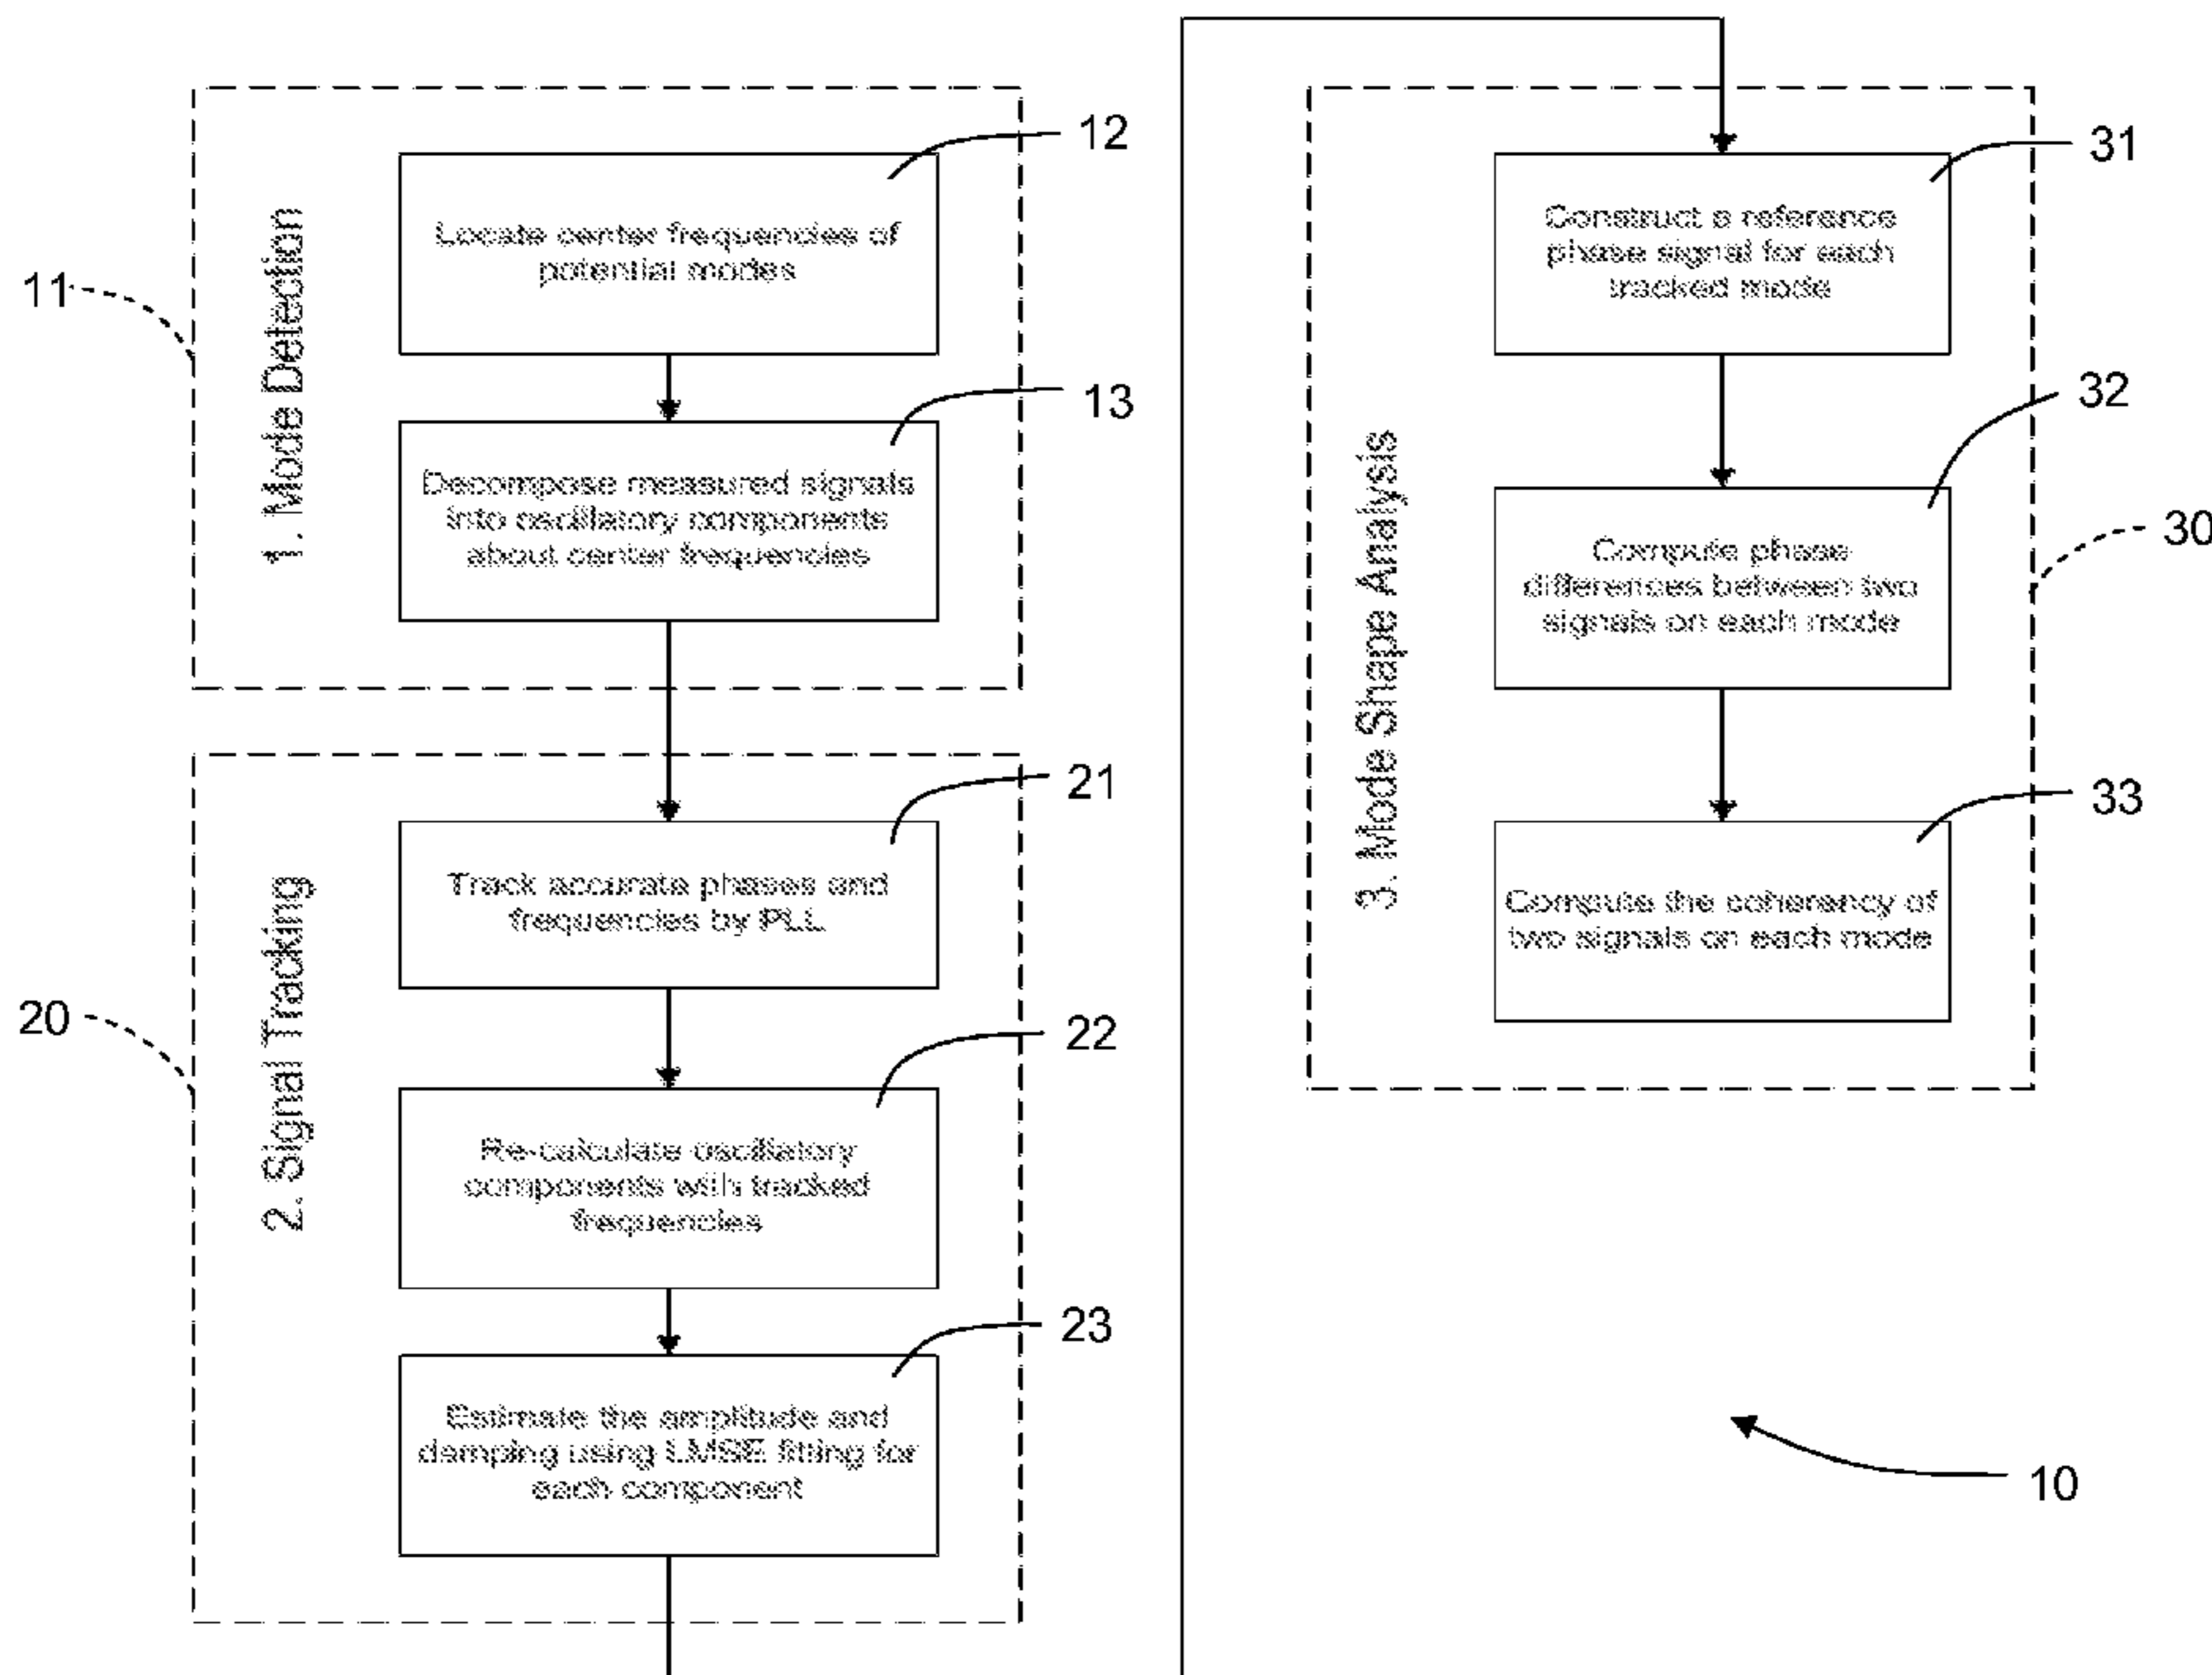 11
1. Mode Detection
12
Locate center frequencies of
potential modes
13
Decompose measured signals
into oscillatory components
about center frequencies
20
2. Signal Tracking
21
Track accurate phases and
frequencies by PLL
22
Re-calculate oscillatory
components with tracked
frequencies
23
Estimate the amplitude and
damping using LMSE fitting for
each component
30
3. Mode Shape Analysis
31
Construct a reference
phase signal for each
tracked mode
32
Compute phase
differences between two
signals on each mode
33
Compute the coherency of
two signals on each mode
10